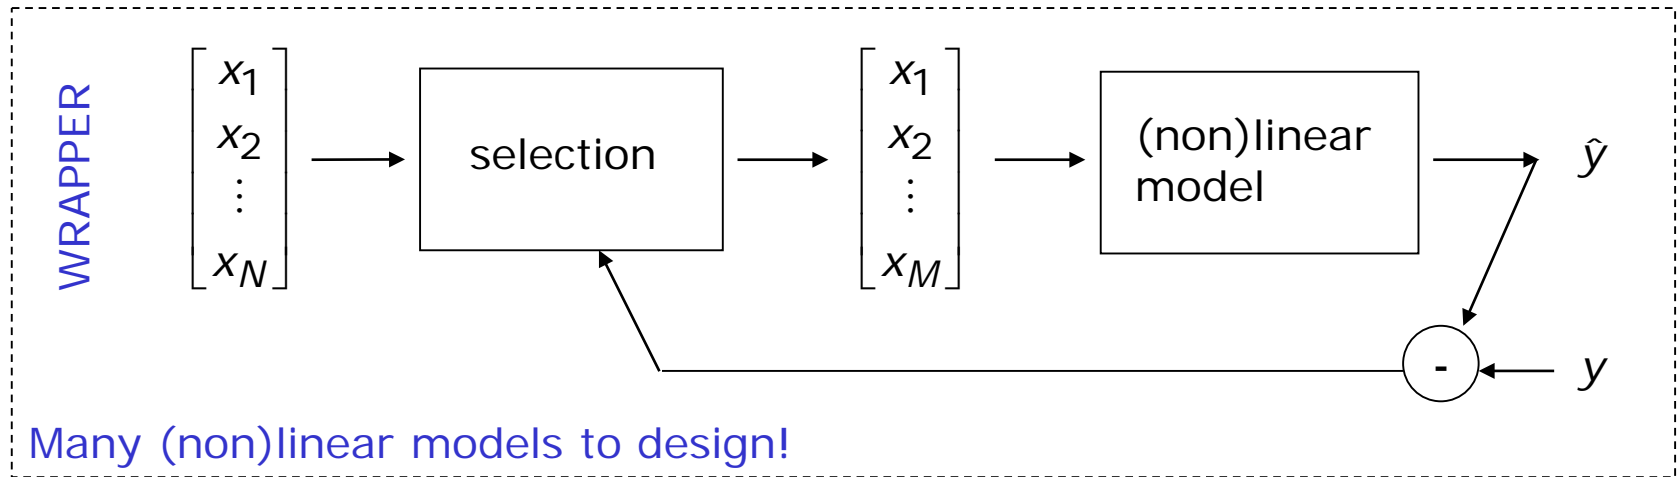 WRAPPER
x1
x2
⋮
xN
selection
x1
x2
⋮
xM
(non)linear
model
ŷ
-
y
Many (non)linear models to design!